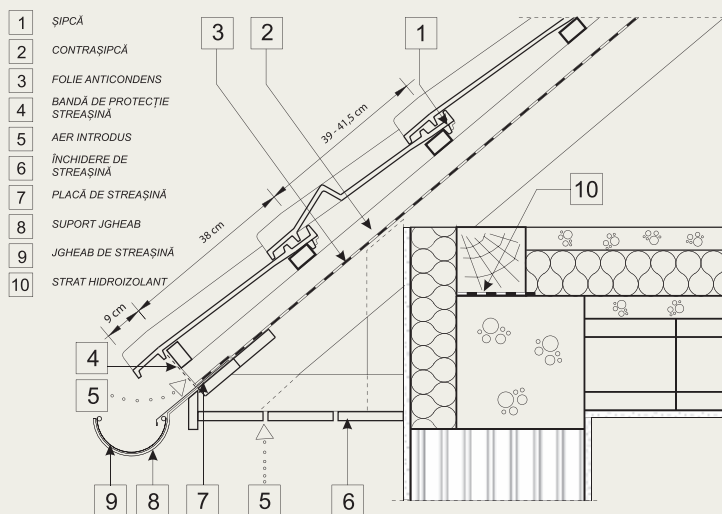 1 ȘIPCĂ
2 CONTRAȘIPCĂ
3 FOLIE ANTICONDENS
4 BANDĂ DE PROTECȚIE
STREAȘINĂ
5 AER INTRODUS
6 ÎNCHIDERE DE
STREAȘINĂ
7 PLACĂ DE STREAȘINĂ
8 SUPORT JGHEAB
9 JGHEAB DE STREAȘINĂ
10 STRAT HIDROIZOLANT
3
2
1
39 - 41,5 cm
10
38 cm
9 cm
4
5
9
8
7
5
6